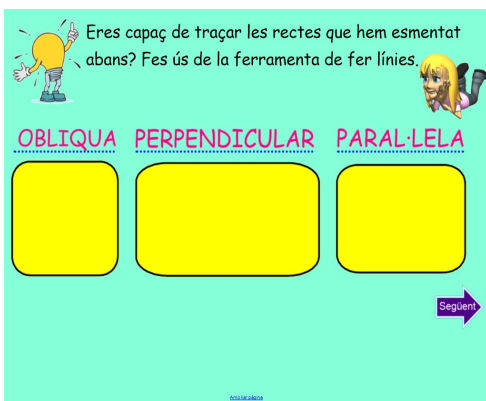 Eres capaç de traçar les rectes que hem esmentat
abans? Fes ús de la ferramenta de fer línies.
OBLIQUA PERPENDICULAR PARAL·LELA
Següent